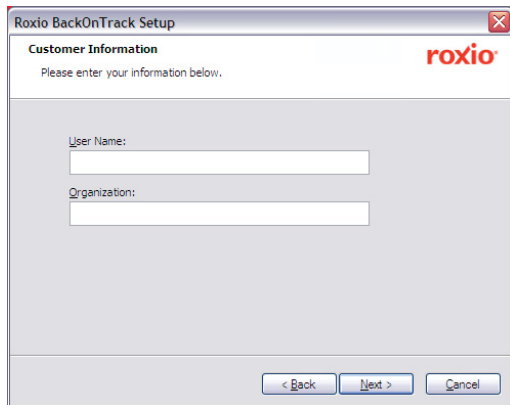 Roxio BackOnTrack Setup
Customer Information
Please enter your information below.
roxio
User Name:
Organization:
< Back
Next >
Cancel